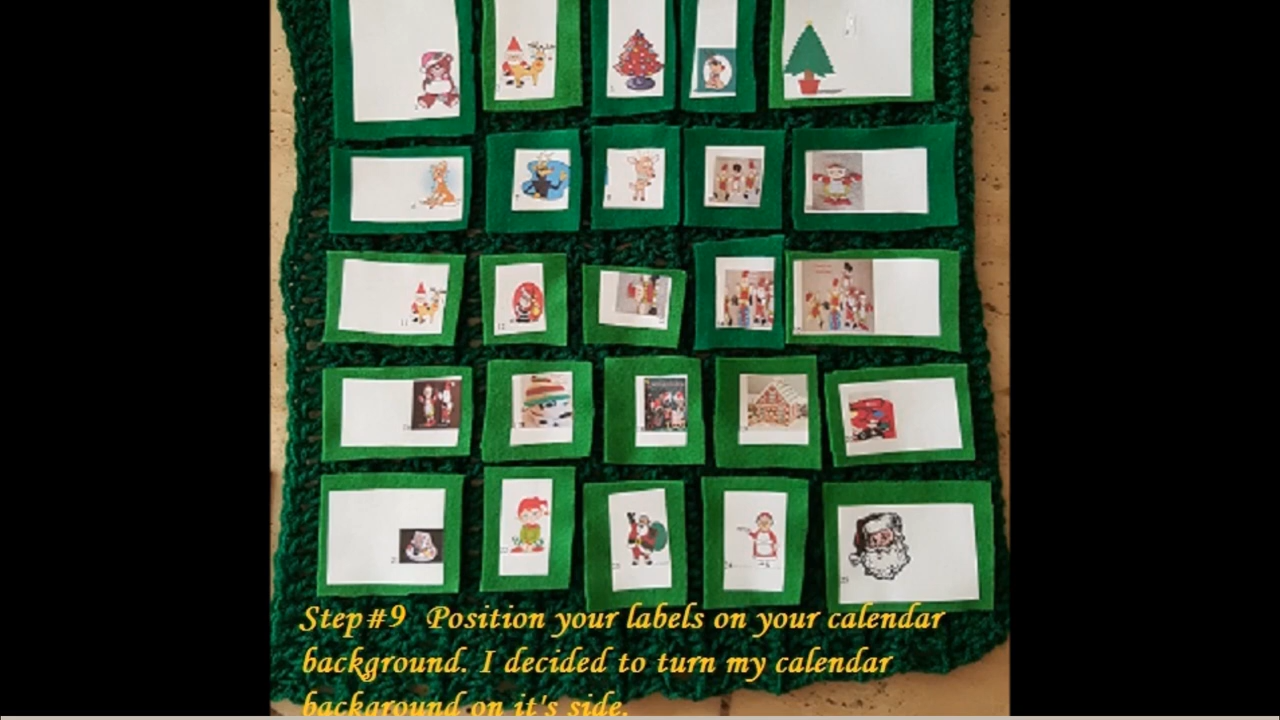 Step#9 Position your labels on your calendar
background. I decided to turn my calendar
background on it's side.